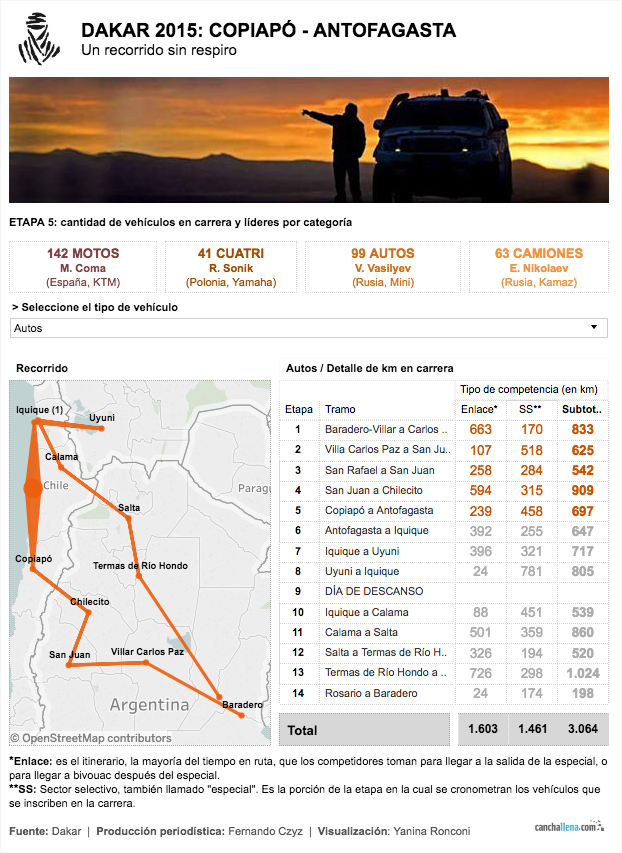 DAKAR 2015: COPIAPÓ - ANTOFAGASTA
Un recorrido sin respiro
ETAPA 5: cantidad de vehículos en carrera y líderes por categoría
142 MOTOS
M. Coma
(España, KTM)
41 CUATRI
R. Sonik
(Polonia, Yamaha)
99 AUTOS
V. Vasilyev
(Rusia, Mini)
63 CAMIONES
E. Nikolaev
(Rusia, Kamaz)
> Seleccione el tipo de vehículo
Autos
Recorrido
Iquique (1)
Uyuni
Calama
Chile
Salta
Paragu
Copiapó
Termas de Río Hondo
Chilecito
San Juan
Villar Carlos Paz
Baradero
Argentina
© OpenStreetMap contributors
Autos / Detalle de km en carrera
Tipo de competencia (en km)
Etapa Tramo Enlace* SS** Subtot..
1 Baradero-Villar a Carlos .. 663 170 833
2 Villa Carlos Paz a San Ju.. 107 518 625
3 San Rafael a San Juan 258 284 542
4 San Juan a Chilecito 594 315 909
5 Copiapó a Antofagasta 239 458 697
6 Antofagasta a Iquique 392 255 647
7 Iquique a Uyuni 396 321 717
8 Uyuni a Iquique 24 781 805
9 DÍA DE DESCANSO
10 Iquique a Calama 88 451 539
11 Calama a Salta 501 359 860
12 Salta a Termas de Río H.. 326 194 520
13 Termas de Río Hondo a .. 726 298 1.024
14 Rosario a Baradero 24 174 198
Total 1.603 1.461 3.064
*Enlace: es el itinerario, la mayoría del tiempo en ruta, que los competidores toman para llegar a la salida de la especial, o
para llegar a bivouac después del especial.
**SS: Sector selectivo, también llamado "especial". Es la porción de la etapa en la cual se cronometran los vehículos que
se inscriben en la carrera.
Fuente: Dakar | Producción periodística: Fernando Czyz | Visualización: Yanina Ronconi
canchallena.com